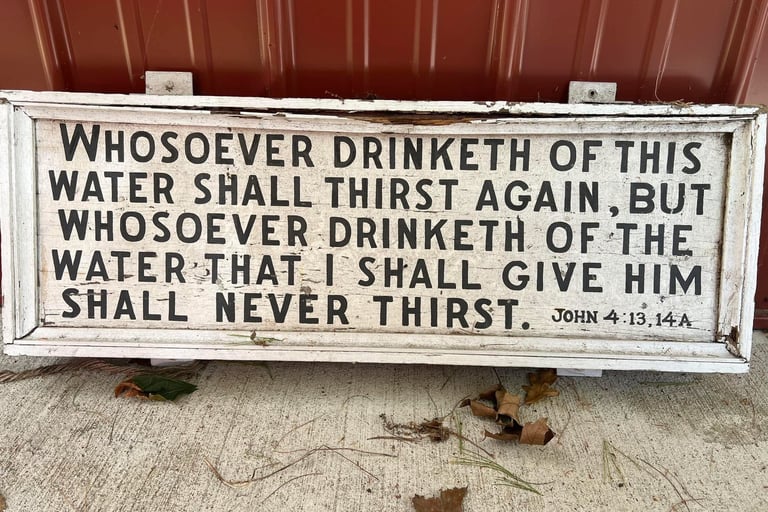 WHOSOEVER DRINKETH OF THIS
WATER SHALL THIRST AGAIN, BUT
WHOSOEVER DRINKETH OF THE
WATER THAT I SHALL GIVE HIM
SHALL NEVER THIRST. JOHN 4:13,14A